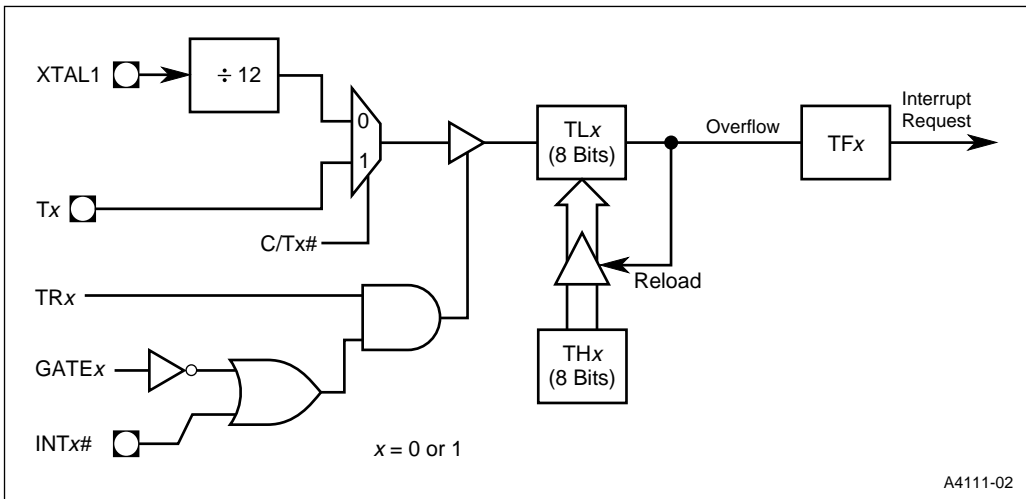 XTAL1
÷ 12
0
1
Tx
C/Tx#
TRx
GATEx
INTx#
TLx
(8 Bits)
Overflow
TFx
Interrupt
Request
Reload
THx
(8 Bits)
x = 0 or 1
A4111-02